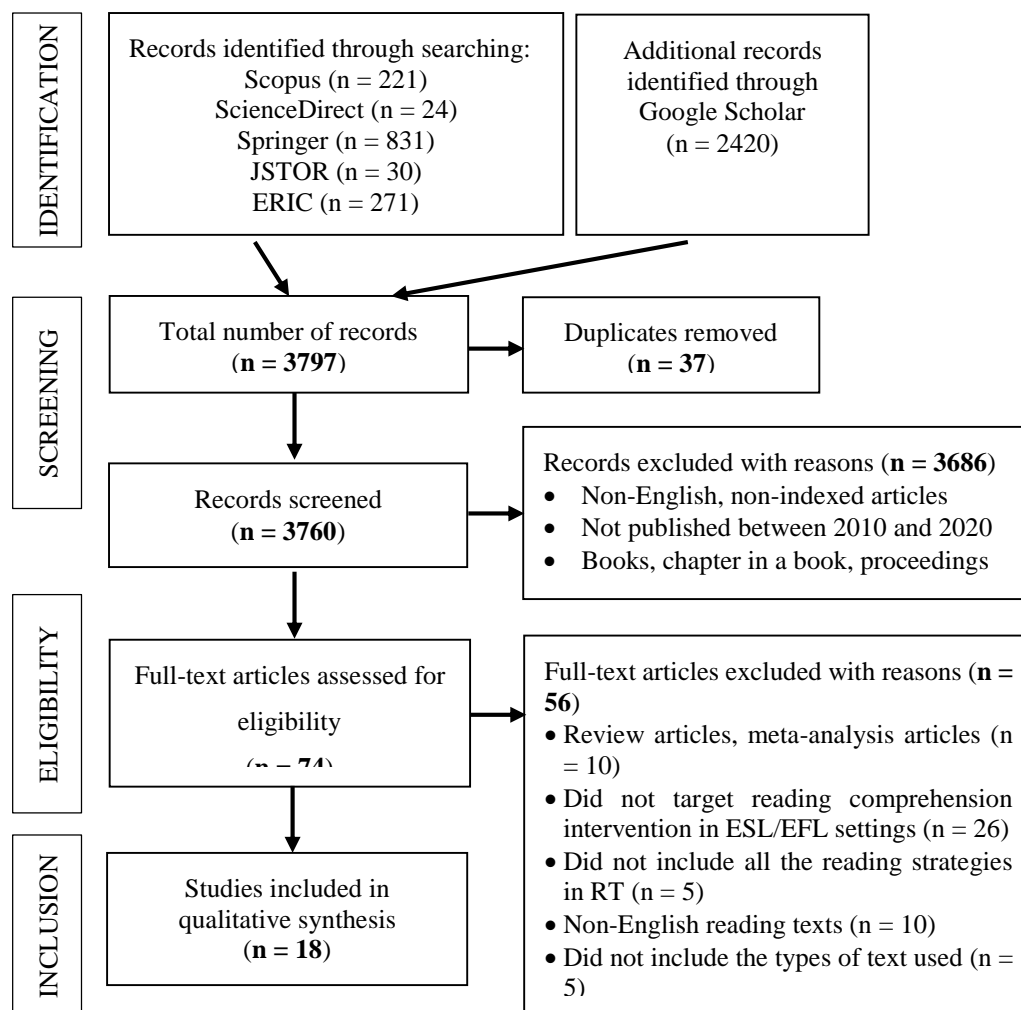 IDENTIFICATION
Records identified through searching:
Scopus (n = 221)
ScienceDirect (n = 24)
Springer (n = 831)
JSTOR (n = 30)
ERIC (n = 271)
Additional records
identified through
Google Scholar
(n = 2420)
SCREENING
Total number of records
(n = 3797)
Duplicates removed
(n = 37)
Records screened
(n = 3760)
Records excluded with reasons (n = 3686)
• Non-English, non-indexed articles
• Not published between 2010 and 2020
• Books, chapter in a book, proceedings
ELIGIBILITY
Full-text articles assessed for
eligibility
(n = 74)
Full-text articles excluded with reasons (n =
56)
• Review articles, meta-analysis articles (n
= 10)
• Did not target reading comprehension
intervention in ESL/EFL settings (n = 26)
• Did not include all the reading strategies
in RT (n = 5)
• Non-English reading texts (n = 10)
• Did not include the types of text used (n =
5)
INCLUSION
Studies included in
qualitative synthesis
(n = 18)